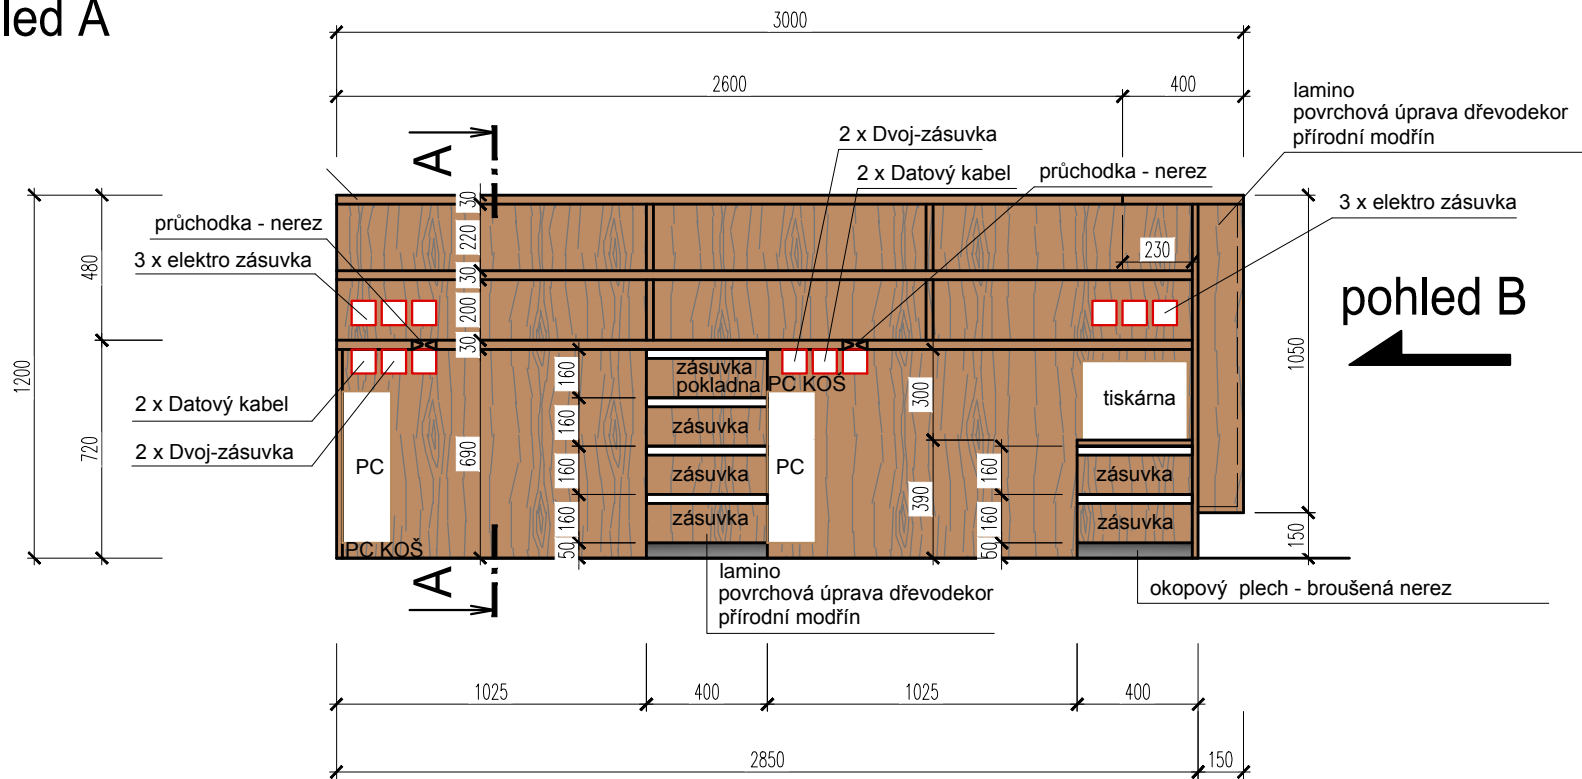 led A
3000
2600
400
lamino
povrchová úprava dřevodekor
přírodní modřín
2 x Dvoj-zásuvka
A
2 x Datový kabel
průchodka - nerez
3 x elektro zásuvka
30
průchodka - nerez
220
230
480
3 x elektro zásuvka
30
pohled B
200
30
1200
1050
zásuvka
pokladna
PC KOŠ
160
300
tiskárna
2 x Datový kabel
zásuvka
160
720
2 x Dvoj-zásuvka
690
PC
160
zásuvka
PC
390
160
zásuvka
160
zásuvka
160
zásuvka
150
PC KOŠ
50
50
A
lamino
povrchová úprava dřevodekor
přírodní modřín
okopový plech - broušená nerez
1025
400
1025
400
2850
150